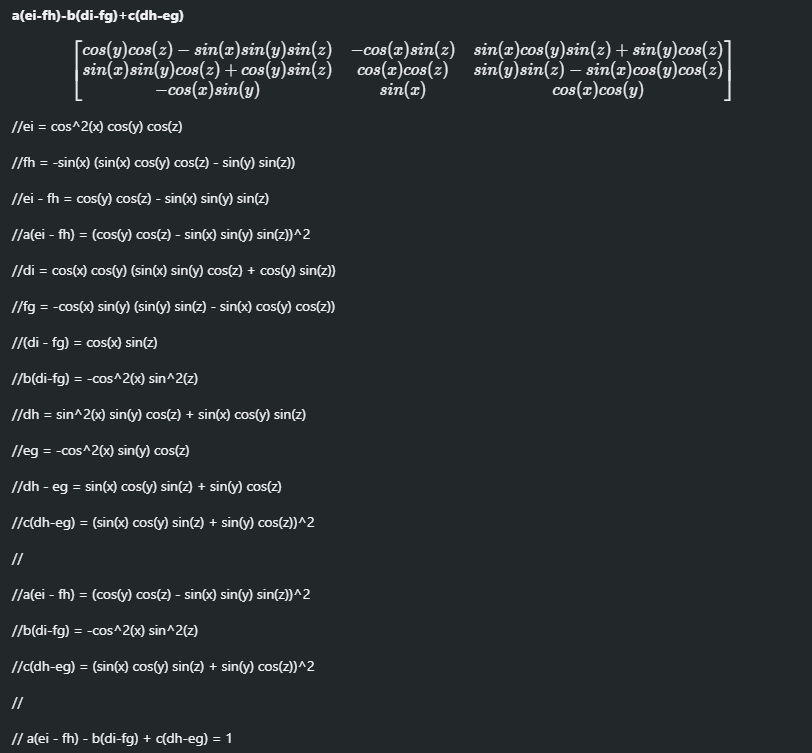 a(ei-fh)-b(di-fg)+c(dh-eg)
cos(y)cos(z) − sin(x)sin(y)sin(z) −cos(x)sin(z) sin(x)cos(y)sin(z) + sin(y)cos(z)
sin(x)sin(y)cos(z) + cos(y)sin(z) cos(x)cos(z) sin(y)sin(z) − sin(x)cos(y)cos(z)
−cos(x)sin(y) sin(x) cos(x)cos(y)
//ei = cos^2(x) cos(y) cos(z)
//fh = -sin(x) (sin(x) cos(y) cos(z) - sin(y) sin(z))
//ei - fh = cos(y) cos(z) - sin(x) sin(y) sin(z)
//a(ei - fh) = (cos(y) cos(z) - sin(x) sin(y) sin(z))^2
//di = cos(x) cos(y) (sin(x) sin(y) cos(z) + cos(y) sin(z))
//fg = -cos(x) sin(y) (sin(y) sin(z) - sin(x) cos(y) cos(z))
//(di - fg) = cos(x) sin(z)
//b(di-fg) = -cos^2(x) sin^2(z)
//dh = sin^2(x) sin(y) cos(z) + sin(x) cos(y) sin(z)
//eg = -cos^2(x) sin(y) cos(z)
//dh - eg = sin(x) cos(y) sin(z) + sin(y) cos(z)
//c(dh-eg) = (sin(x) cos(y) sin(z) + sin(y) cos(z))^2
//
//a(ei - fh) = (cos(y) cos(z) - sin(x) sin(y) sin(z))^2
//b(di-fg) = -cos^2(x) sin^2(z)
//c(dh-eg) = (sin(x) cos(y) sin(z) + sin(y) cos(z))^2
//
// a(ei - fh) - b(di-fg) + c(dh-eg) = 1